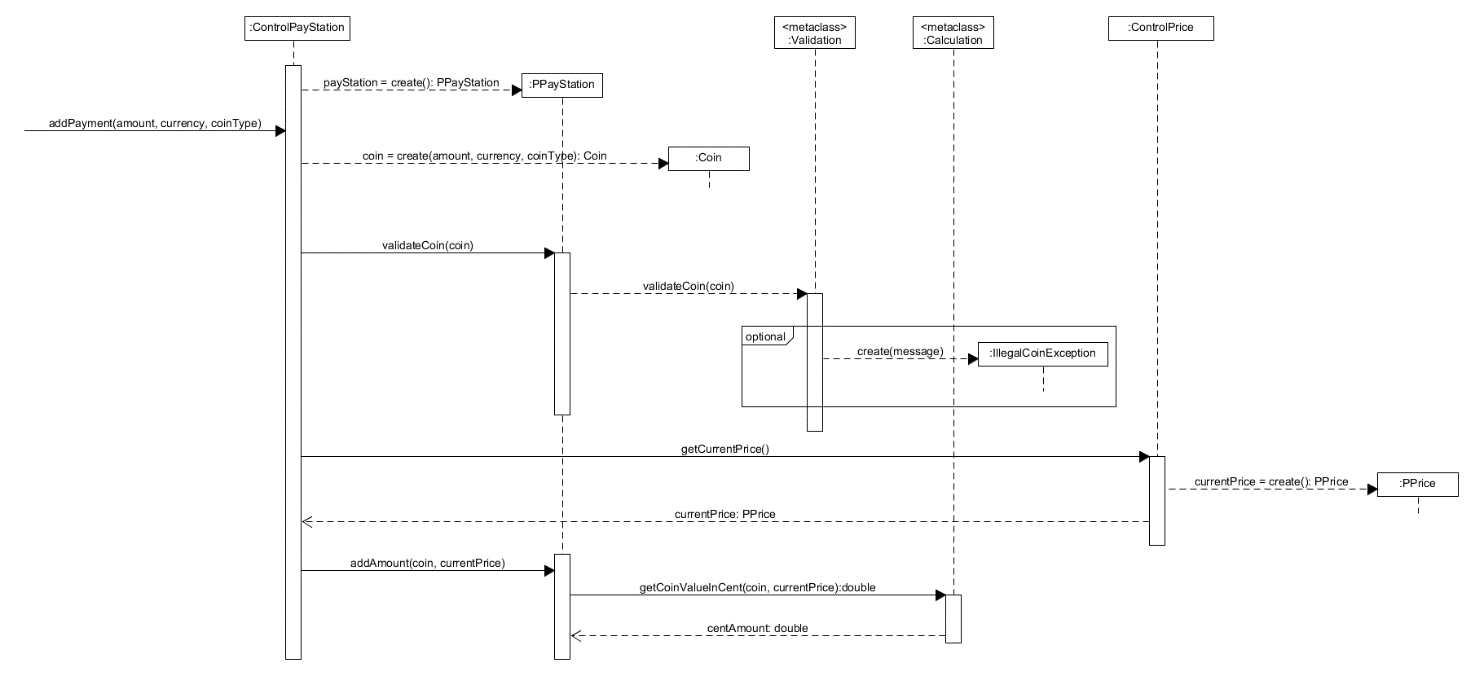 :ControlPayStation
<metaclass>
:Validation
<metaclass>
:Calculation
:ControlPrice
payStation = create(): PPayStation
:PPayStation
addPayment(amount, currency, coinType)
coin = create(amount, currency, coinType): Coin
:Coin
validateCoin(coin)
validateCoin(coin)
optional
create(message)
:IllegalCoinException
getCurrentPrice()
currentPrice = create(): PPrice
:PPrice
currentPrice: PPrice
addAmount(coin, currentPrice)
getCoinValueInCent(coin, currentPrice):double
centAmount: double